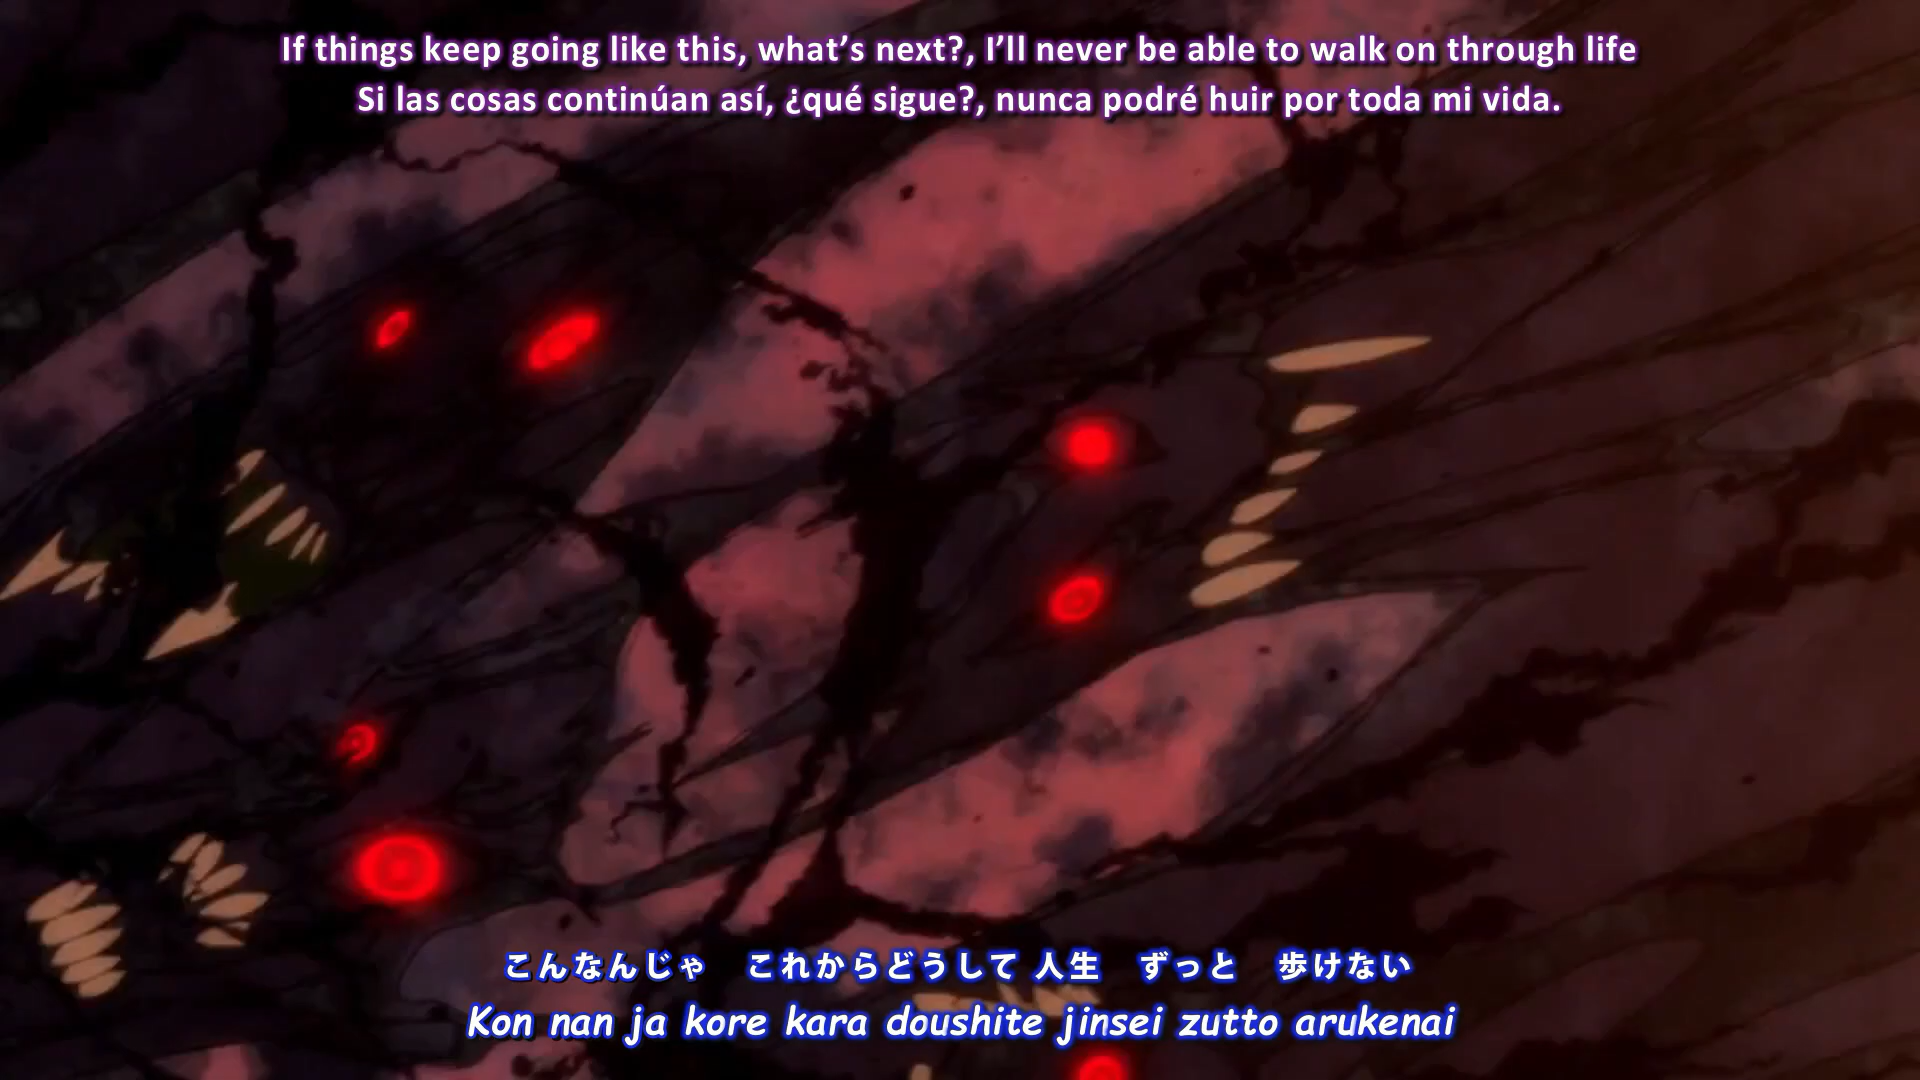 If things keep going like this, what’s next?, I’ll never be able to walk on through life
Si las cosas continúan así, ¿qué sigue?, nunca podré huir por toda mi vida.
こんなんじゃ　これからどうして 人生　ずっと　歩けない
Kon nan ja kore kara doushite jinsei zutto arukenai